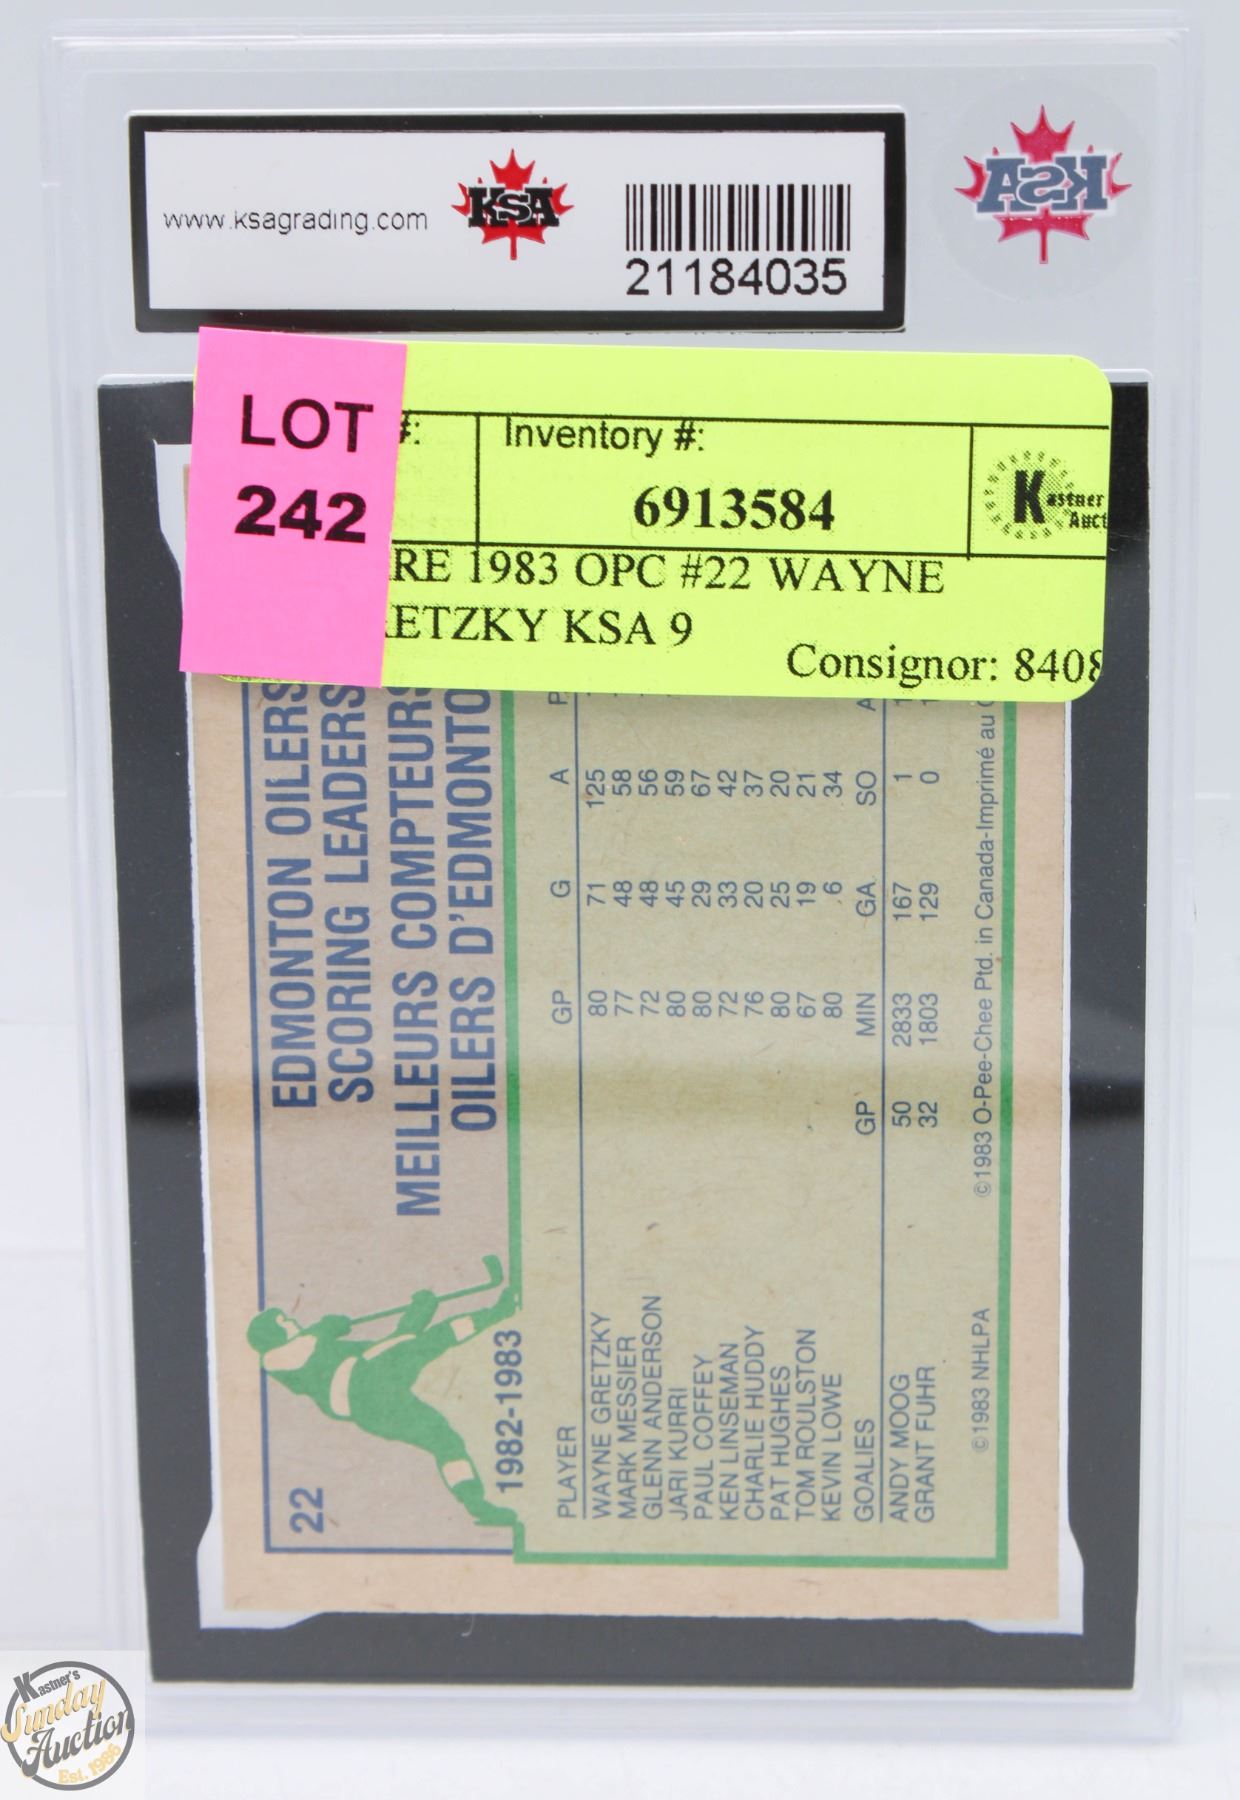 www.ksagrading.com
KSA
21184035
KSA
LOT
242
#:
Inventory #:
6913584
Kastner
Auct
RE 1983 OPC #22 WAYNE
ETZKY KSA 9
Consignor: 8408
22
EDMONTON OILERS
SCORING LEADERS
MEILLEURS COMPTEURS
OILERS D'EDMONTO
1982-1983
PLAYER GP G A P
WAYNE GRETZKY 80 71 125
MARK MESSIER 77 48 58
GLENN ANDERSON 72 48 56
JARI KURRI 80 45 59
PAUL COFFEY 80 29 67
KEN LINSEMAN 72 33 42
CHARLIE HUDDY 76 20 37
PAT HUGHES 80 25 20
TOM ROULSTON 67 19 21
KEVIN LOWE 80 6 34
GOALIES GP MIN GA SO A
ANDY MOOG 50 2833 167 1
GRANT FUHR 32 1803 129 0
©1983 NHLPA ©1983 O-Pee-Chee Ptd. in Canada-Imprimé au C
Kastner's
Sunday
Auction
Est. 1986